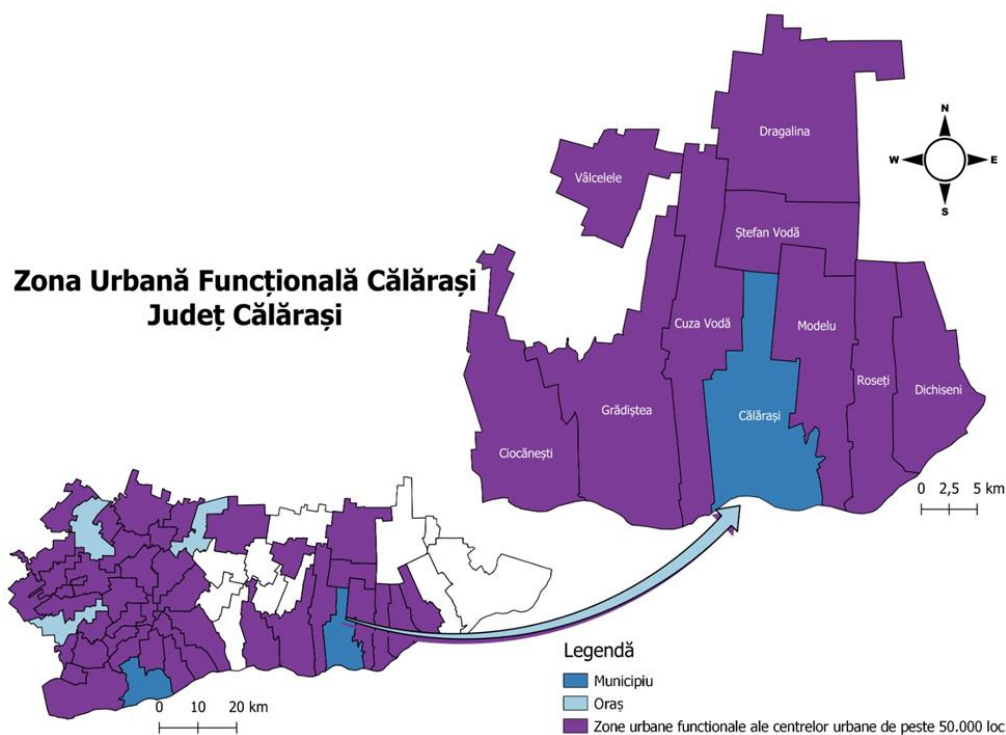 Zona Urbană Funcțională Călărași
Județ Călărași
N
W
E
S
Dragalina
Vâlcelele
Ștefan Vodă
Cuza Vodă
Modelu
Roseți
Dichiseni
Grădiștea
Călărași
Ciocănești
0 2,5 5 km
0 10 20 km
Legendă
Municipiu
Oraș
Zone urbane functionale ale centrelor urbane de peste 50.000 loc